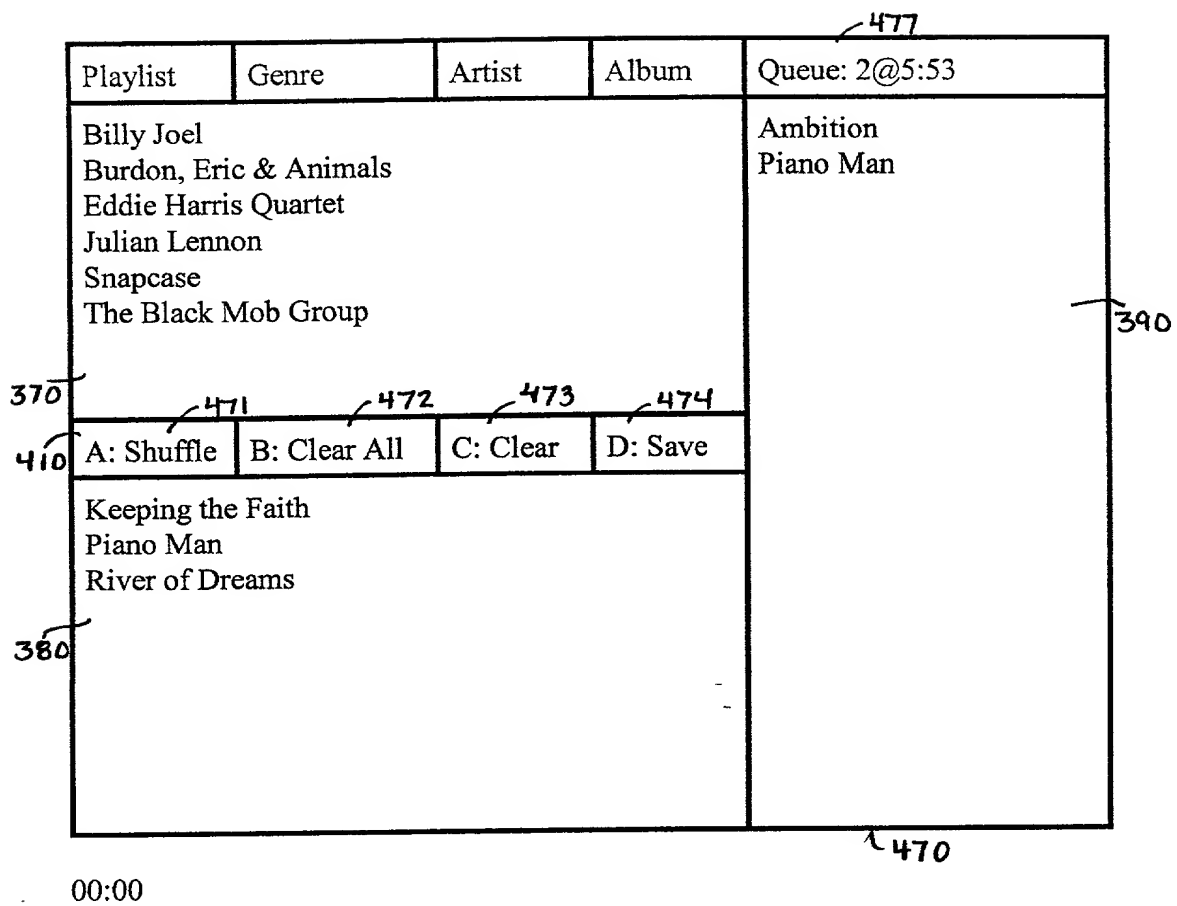 477
Playlist Genre Artist Album Queue: 2@5:53
Billy Joel
Burdon, Eric & Animals
Eddie Harris Quartet
Julian Lennon
Snapcase
The Black Mob Group
Ambition
Piano Man
390
370
471 472 473 474
410 A: Shuffle B: Clear All C: Clear D: Save
Keeping the Faith
Piano Man
River of Dreams
380
470
00:00